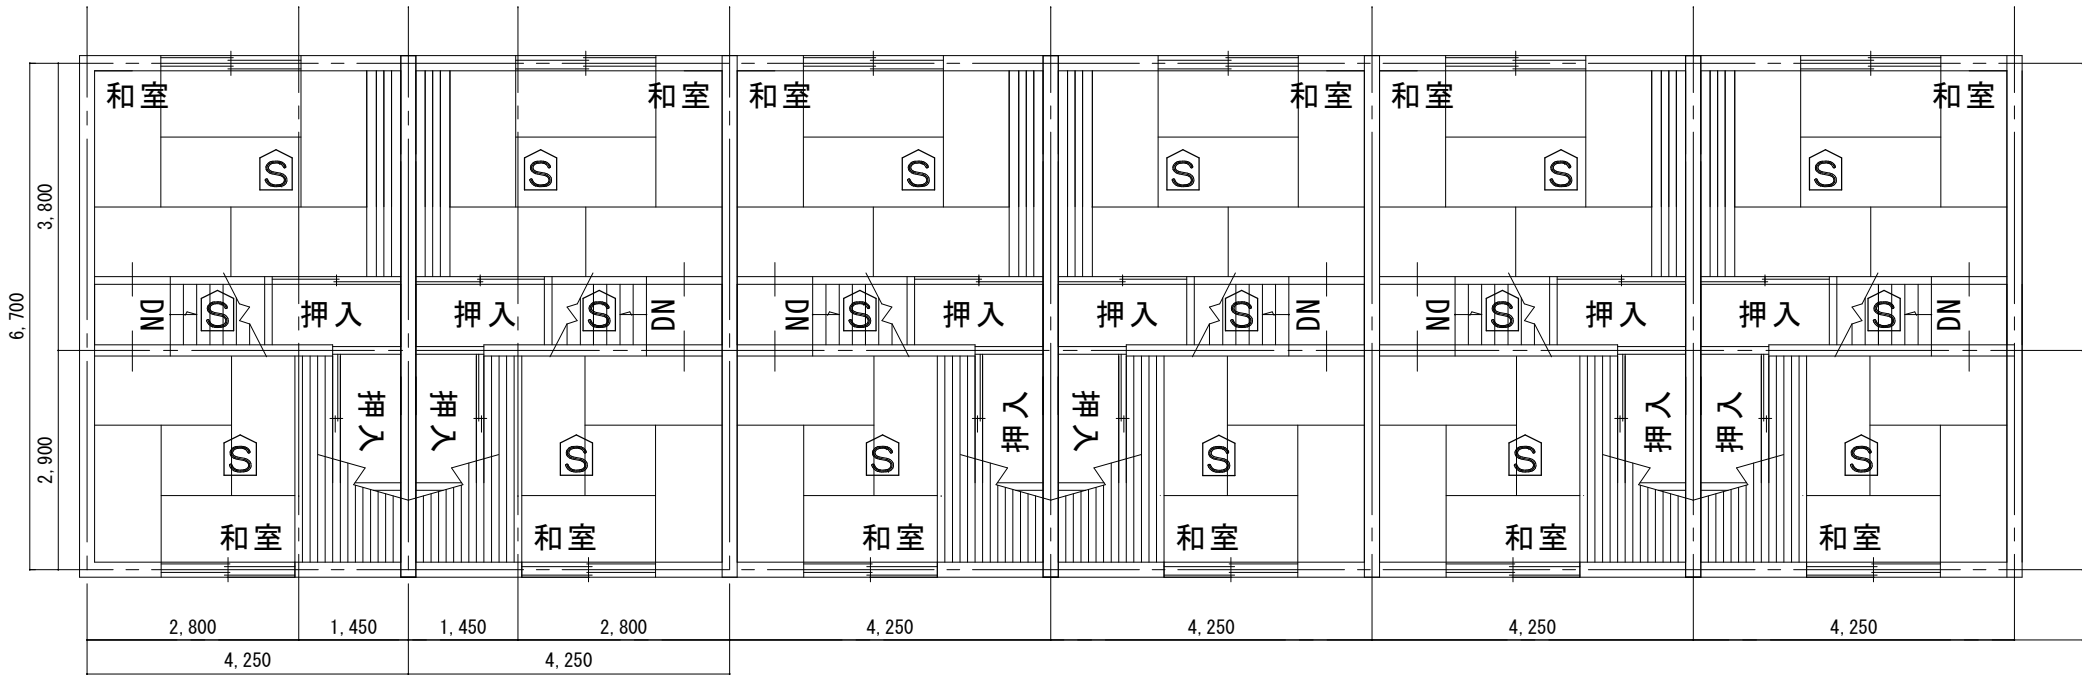 和室 和室 和室 和室 和室 和室
S S S S S S
3,800
6,700
DN S 押入 押入 S DN DN S 押入 押入 S DN DN S 押入 押入 S DN
押入 押入 押入 押入 押入 押入
2,900
S S S S S S
和室 和室 和室 和室 和室 和室
2,800 1,450 1,450 2,800 4,250 4,250 4,250 4,250
4,250 4,250